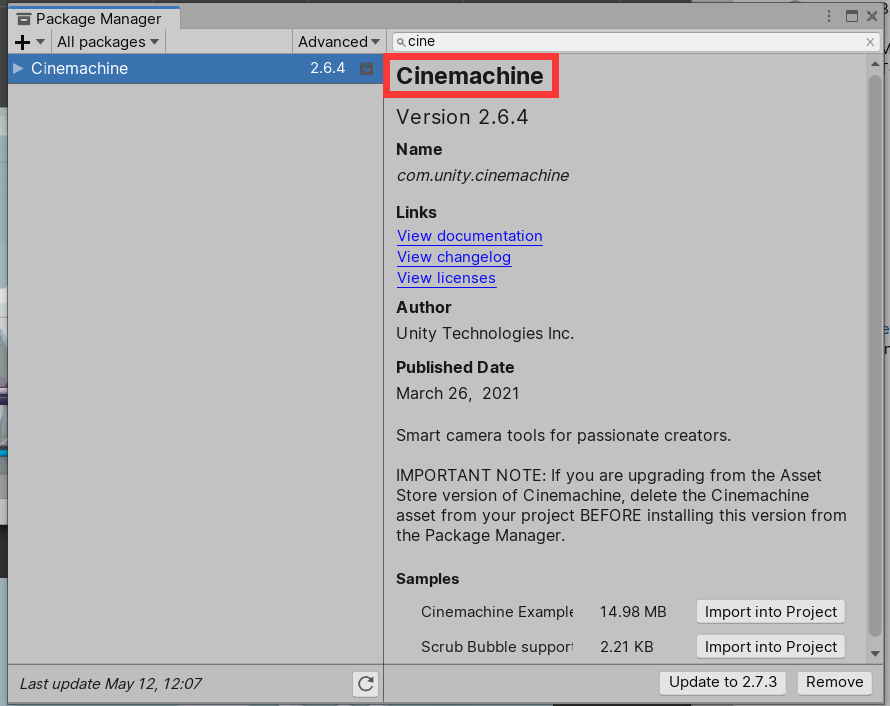 Package Manager
All packages
Advanced
cine
Cinemachine 2.6.4
Cinemachine
Version 2.6.4
Name
com.unity.cinemachine
Links
View documentation
View changelog
View licenses
Author
Unity Technologies Inc.
Published Date
March 26, 2021
Smart camera tools for passionate creators.
IMPORTANT NOTE: If you are upgrading from the Asset
Store version of Cinemachine, delete the Cinemachine
asset from your project BEFORE installing this version from
the Package Manager.
Samples
Cinemachine Example 14.98 MB Import into Project
Scrub Bubble support 2.21 KB Import into Project
Last update May 12, 12:07
Update to 2.7.3
Remove